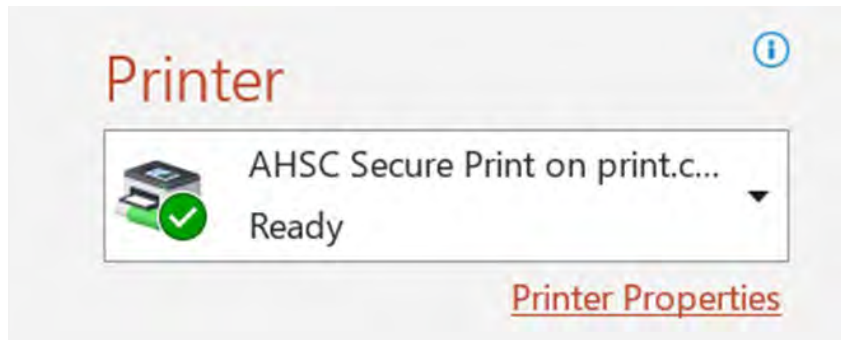 Printer
AHSC Secure Print on print.c...
Ready
Printer Properties